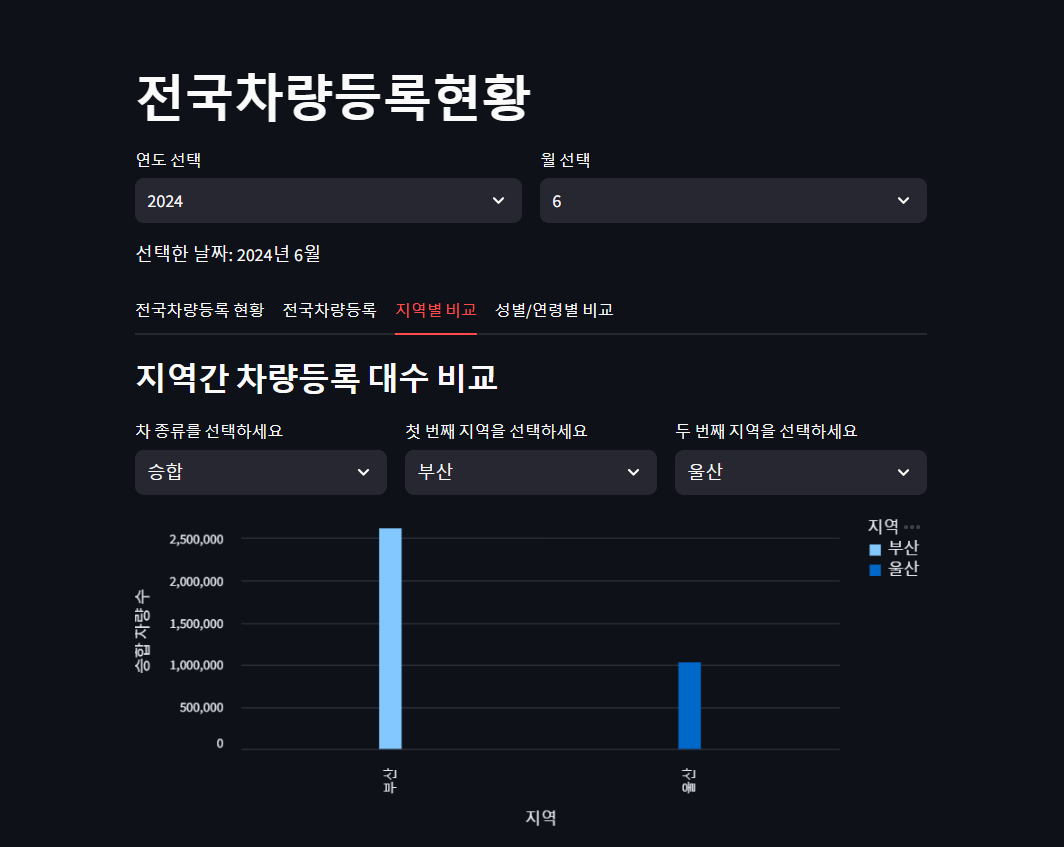 전국차량등록현황
연도 선택
월 선택
2024
6
선택한 날짜: 2024년 6월
전국차량등록 현황
전국차량등록
지역별 비교
성별/연령별 비교
지역간 차량등록 대수 비교
차 종류를 선택하세요
첫 번째 지역을 선택하세요
두 번째 지역을 선택하세요
승합
부산
울산
지역
부산
울산
승합 차량 수
2,500,000
2,000,000
1,500,000
1,000,000
500,000
0
부산
울산
지역